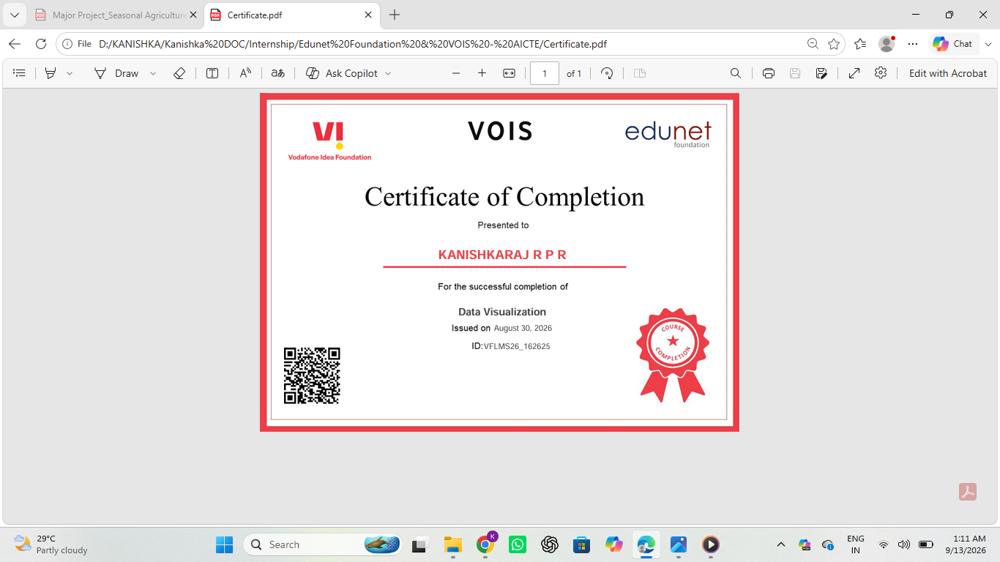 Major Project_Seasonal Agriculture
Certificate.pdf
File D:/KANISHKA/Kanishka%20DOC/Internship/Edunet%20Foundation%20&%20VOIS%20-%20AICTE/Certificate.pdf
Chat
Draw
Ask Copilot
1 of 1
Edit with Acrobat
VI
Vodafone Idea Foundation
VOIS
edunet
foundation
Certificate of Completion
Presented to
KANISHKARAJ R P R
For the successful completion of
Data Visualization
Issued on August 30, 2026
ID:VFLMS26_162625
COURSE
COMPLETION
29°C
Partly cloudy
Search
K
ENG
IN
1:11 AM
9/13/2026